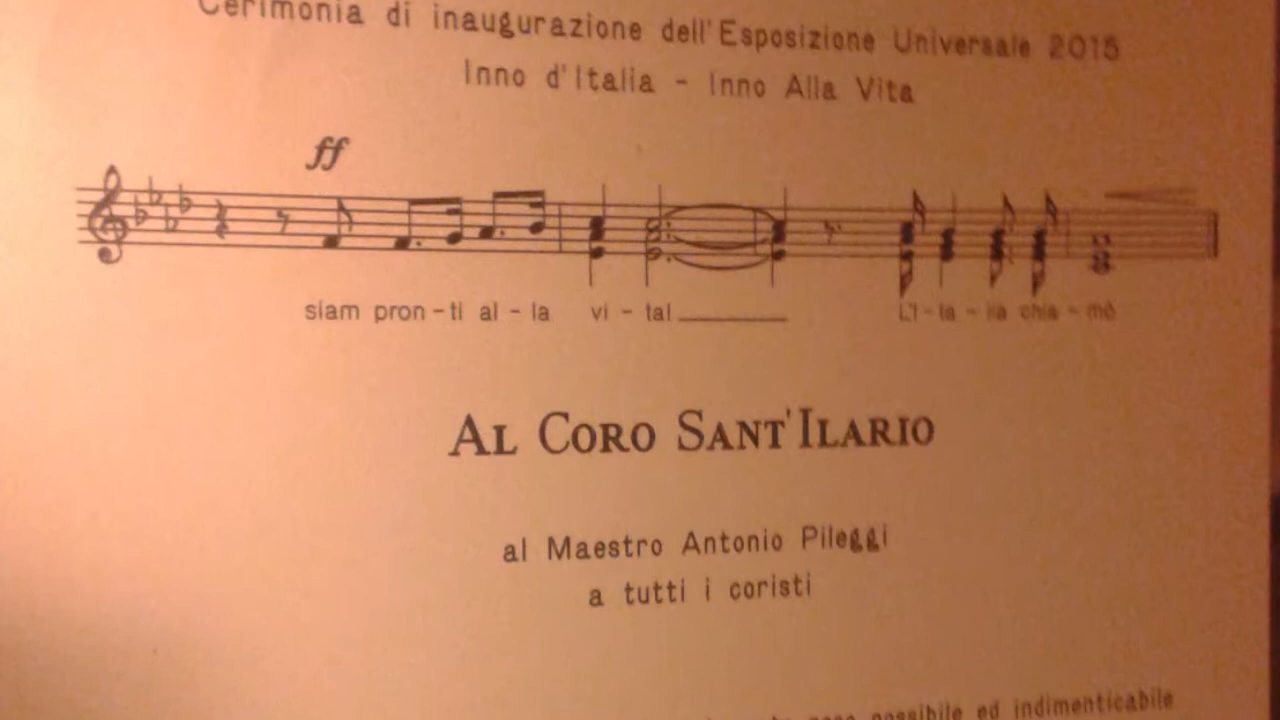 Cerimonia di inaugurazione dell'Esposizione Universale 2015
Inno d'Italia - Inno Alla Vita
ff
siam pron - ti al - la vi - ta! L'I - ta - lia chia - mò
AL CORO SANT'ILARIO
al Maestro Antonio Pileggi
a tutti i coristi
possibile ed indimenticabile